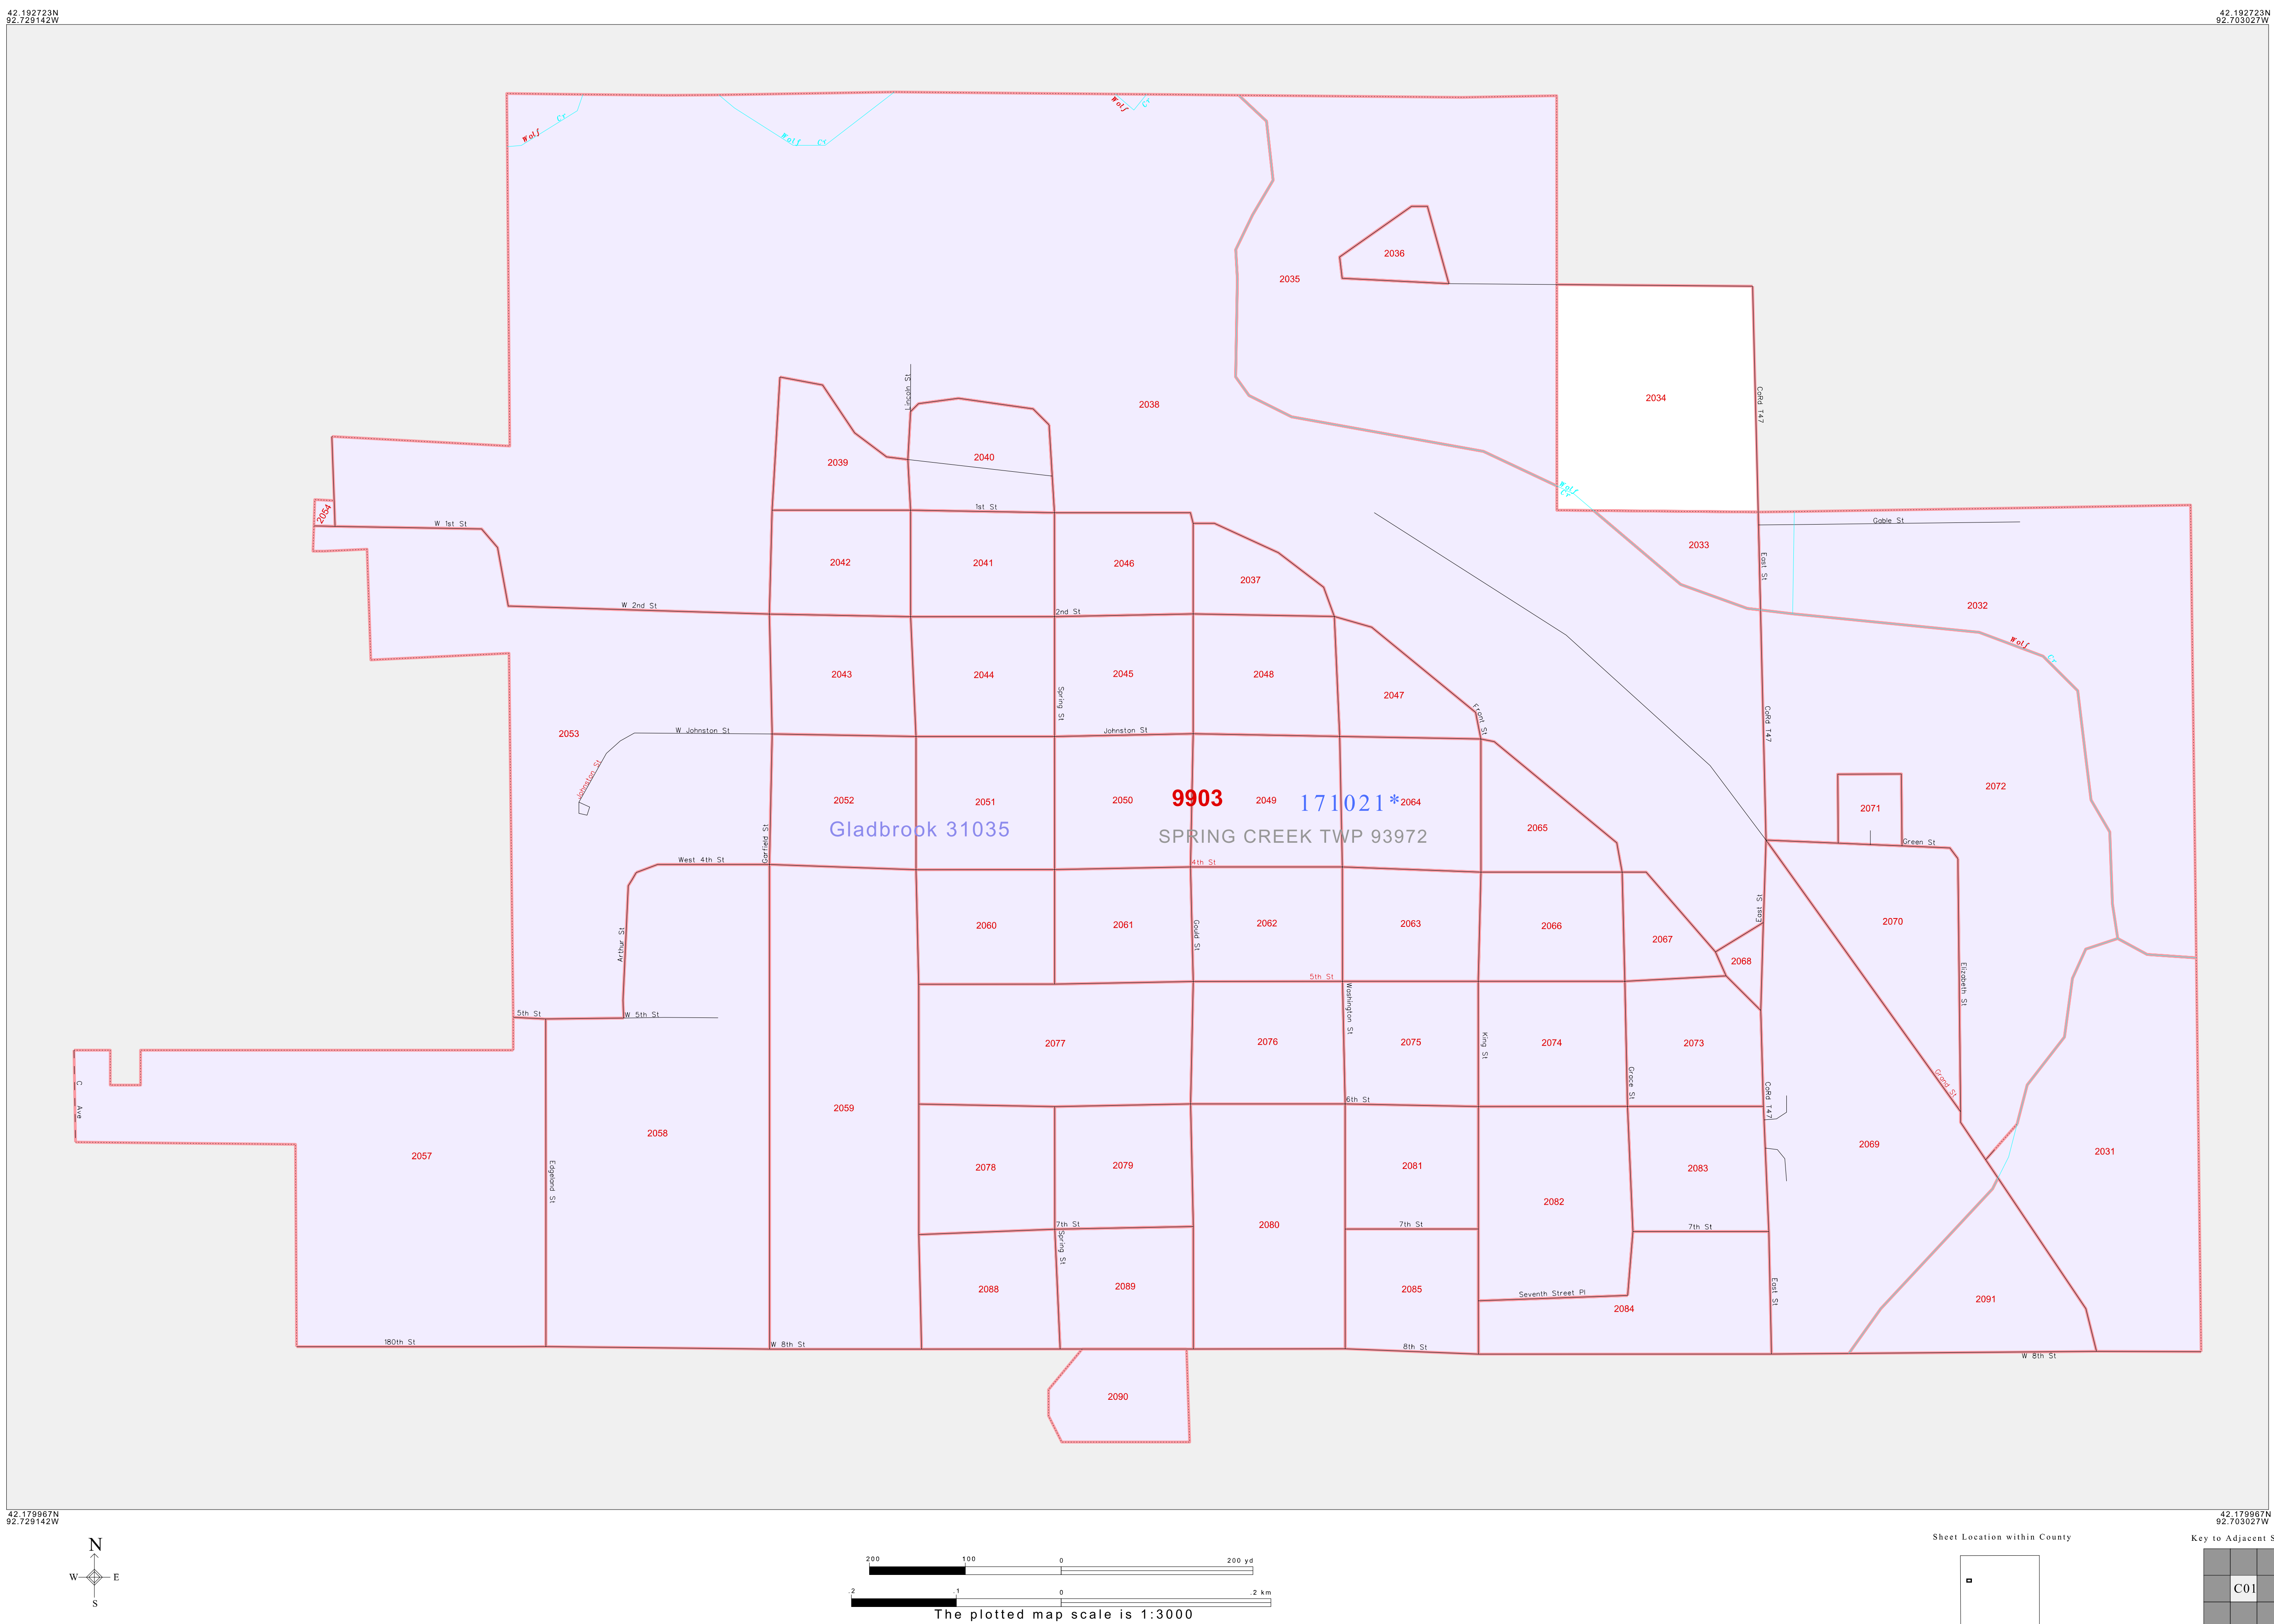 42.192723N
92.729142W
42.192723N
92.703027W
Wolf Cr
Wolf Cr
Wolf Cr
2036
2035
2034
CoRd T47
Lincoln St
2038
2039
2040
Wolf Cr
1st St
2054
W 1st St
Gable St
2033
East St
2042
2041
2046
2037
2032
W 2nd St
2nd St
Wolf Cr
2043
2044
2045
2048
Spring St
2047
Front St
CoRd T47
2053
W Johnston St
Johnston St
Johnston St
2072
2071
2052
2051
2050
9903
2049
171021*
2064
2065
Gladbrook 31035
SPRING CREEK TWP 93972
Garfield St
Green St
West 4th St
4th St
East St
2060
2061
Gould St
2062
2063
2066
2067
2070
Arthur St
2068
5th St
Elizabeth St
5th St
W 5th St
Washington St
2077
2076
2075
King St
2074
2073
Grace St
Grand St
C Ave
2059
6th St
CoRd T47
2058
2057
2069
2031
Edgeland St
2078
2079
2081
2083
2082
7th St
2080
7th St
7th St
Spring St
2088
2089
2085
Seventh Street Pl
East St
2084
2091
180th St
W 8th St
8th St
W 8th St
2090
42.179967N
92.729142W
42.179967N
92.703027W
N
W E
S
200 100 0 200 yd
.2 .1 0 .2 km
The plotted map scale is 1:3000
Sheet Location within County
Key to Adjacent S
C01